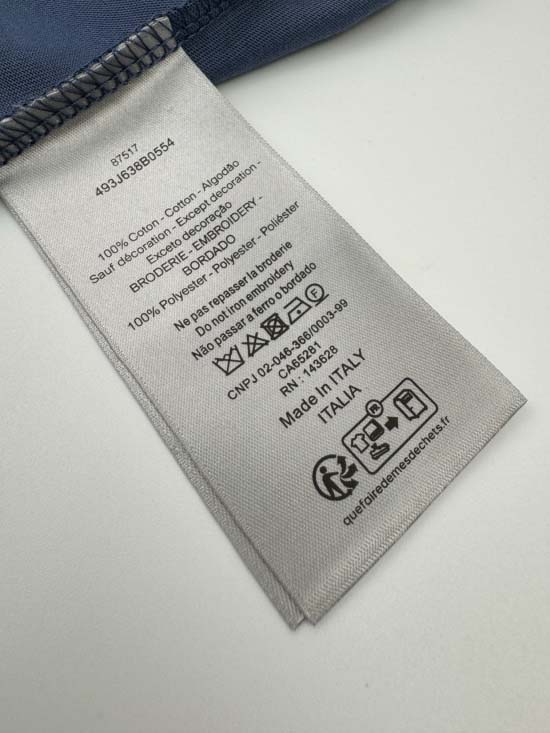 87517
493J638B0554
100% Coton - Cotton - Algodão
Sauf décoration - Except decoration -
Exceto decoração
BRODERIE - EMBROIDERY -
BORDADO
100% Polyester - Polyester - Poliéster
Ne pas repasser la broderie
Do not iron embroidery
Não passar a ferro o bordado
F
CNPJ 02-046-366/0003-99
CA65281
RN : 143628
Made In ITALY
ITALIA
FR
quefairedemesdechets.fr